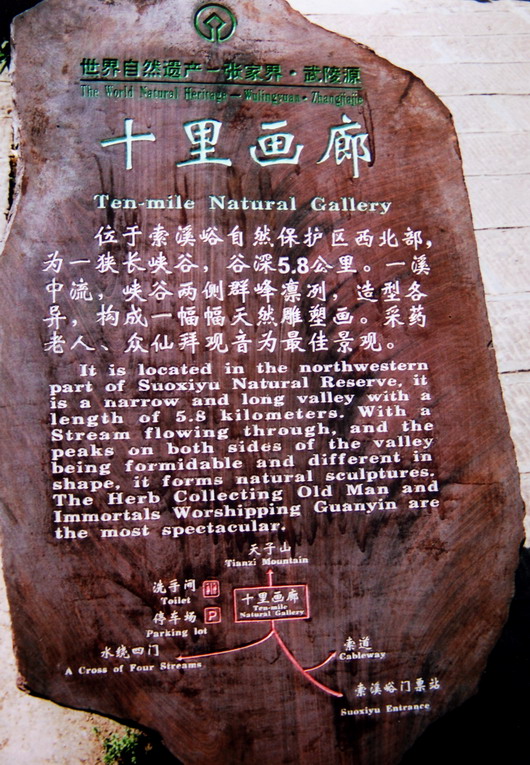 世界自然遗产—张家界·武陵源
The World Natural Heritage—Wulingyuan·Zhangjiajie
十里画廊
Ten-mile Natural Gallery
位于索溪峪自然保护区西北部，
为一狭长峡谷，谷深5.8公里。一溪
中流，峡谷两侧群峰凛冽，造型各
异，构成一幅幅天然雕塑画。采药
老人、众仙拜观音为最佳景观。
It is located in the northwestern
part of Suoxiyu Natural Reserve, it
is a narrow and long valley with a
length of 5.8 kilometers. With a
Stream flowing through, and the
peaks on both sides of the valley
being formidable and different in
shape, it forms natural sculptures.
The Herb Collecting Old Man and
Immortals Worshipping Guanyin are
the most spectacular.
天子山
Tianzi Mountain
洗手间
Toilet
停车场 P
Parking lot
十里画廊
Ten-mile
Natural Gallery
水绕四门
A Cross of Four Streams
索道
Cableway
索溪峪门票站
Suoxiyu Entrance